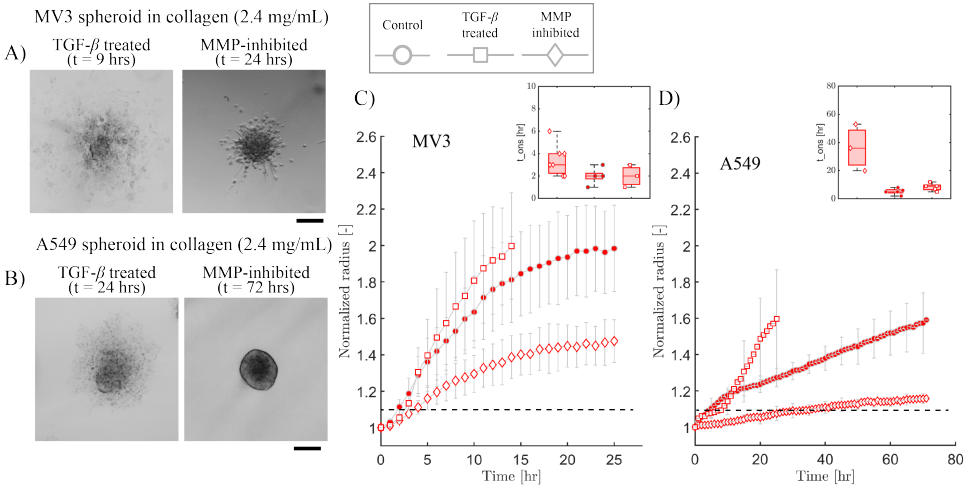 MV3 spheroid in collagen (2.4 mg/mL)
A)
TGF-β treated
(t = 9 hrs)
MMP-inhibited
(t = 24 hrs)
A549 spheroid in collagen (2.4 mg/mL)
B)
TGF-β treated
(t = 24 hrs)
MMP-inhibited
(t = 72 hrs)
Control
TGF-β
treated
MMP
inhibited
C)
MV3
Normalized radius [-]
2.6
2.4
2.2
2
1.8
1.6
1.4
1.2
1
0
5
10
15
20
25
Time [hr]
t_ons [hr]
10
8
6
4
2
0
D)
A549
Normalized radius [-]
2.6
2.4
2.2
2
1.8
1.6
1.4
1.2
1
0
20
40
60
80
Time [hr]
t_ons [hr]
80
60
40
20
0